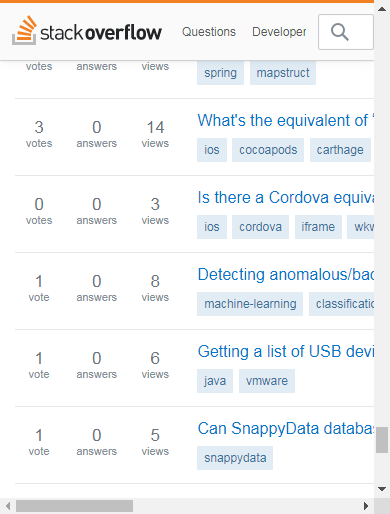 stackoverflow Questions Developer
votes answers views spring mapstruct
3 0 14 What's the equivalent of
votes answers views ios cocoapods carthage
0 0 3 Is there a Cordova equiva
votes answers views ios cordova iframe wkw
1 0 8 Detecting anomalous/bac
vote answers views machine-learning classificatio
1 0 6 Getting a list of USB devi
vote answers views java vmware
1 0 5 Can SnappyData databas
vote answers views snappydata